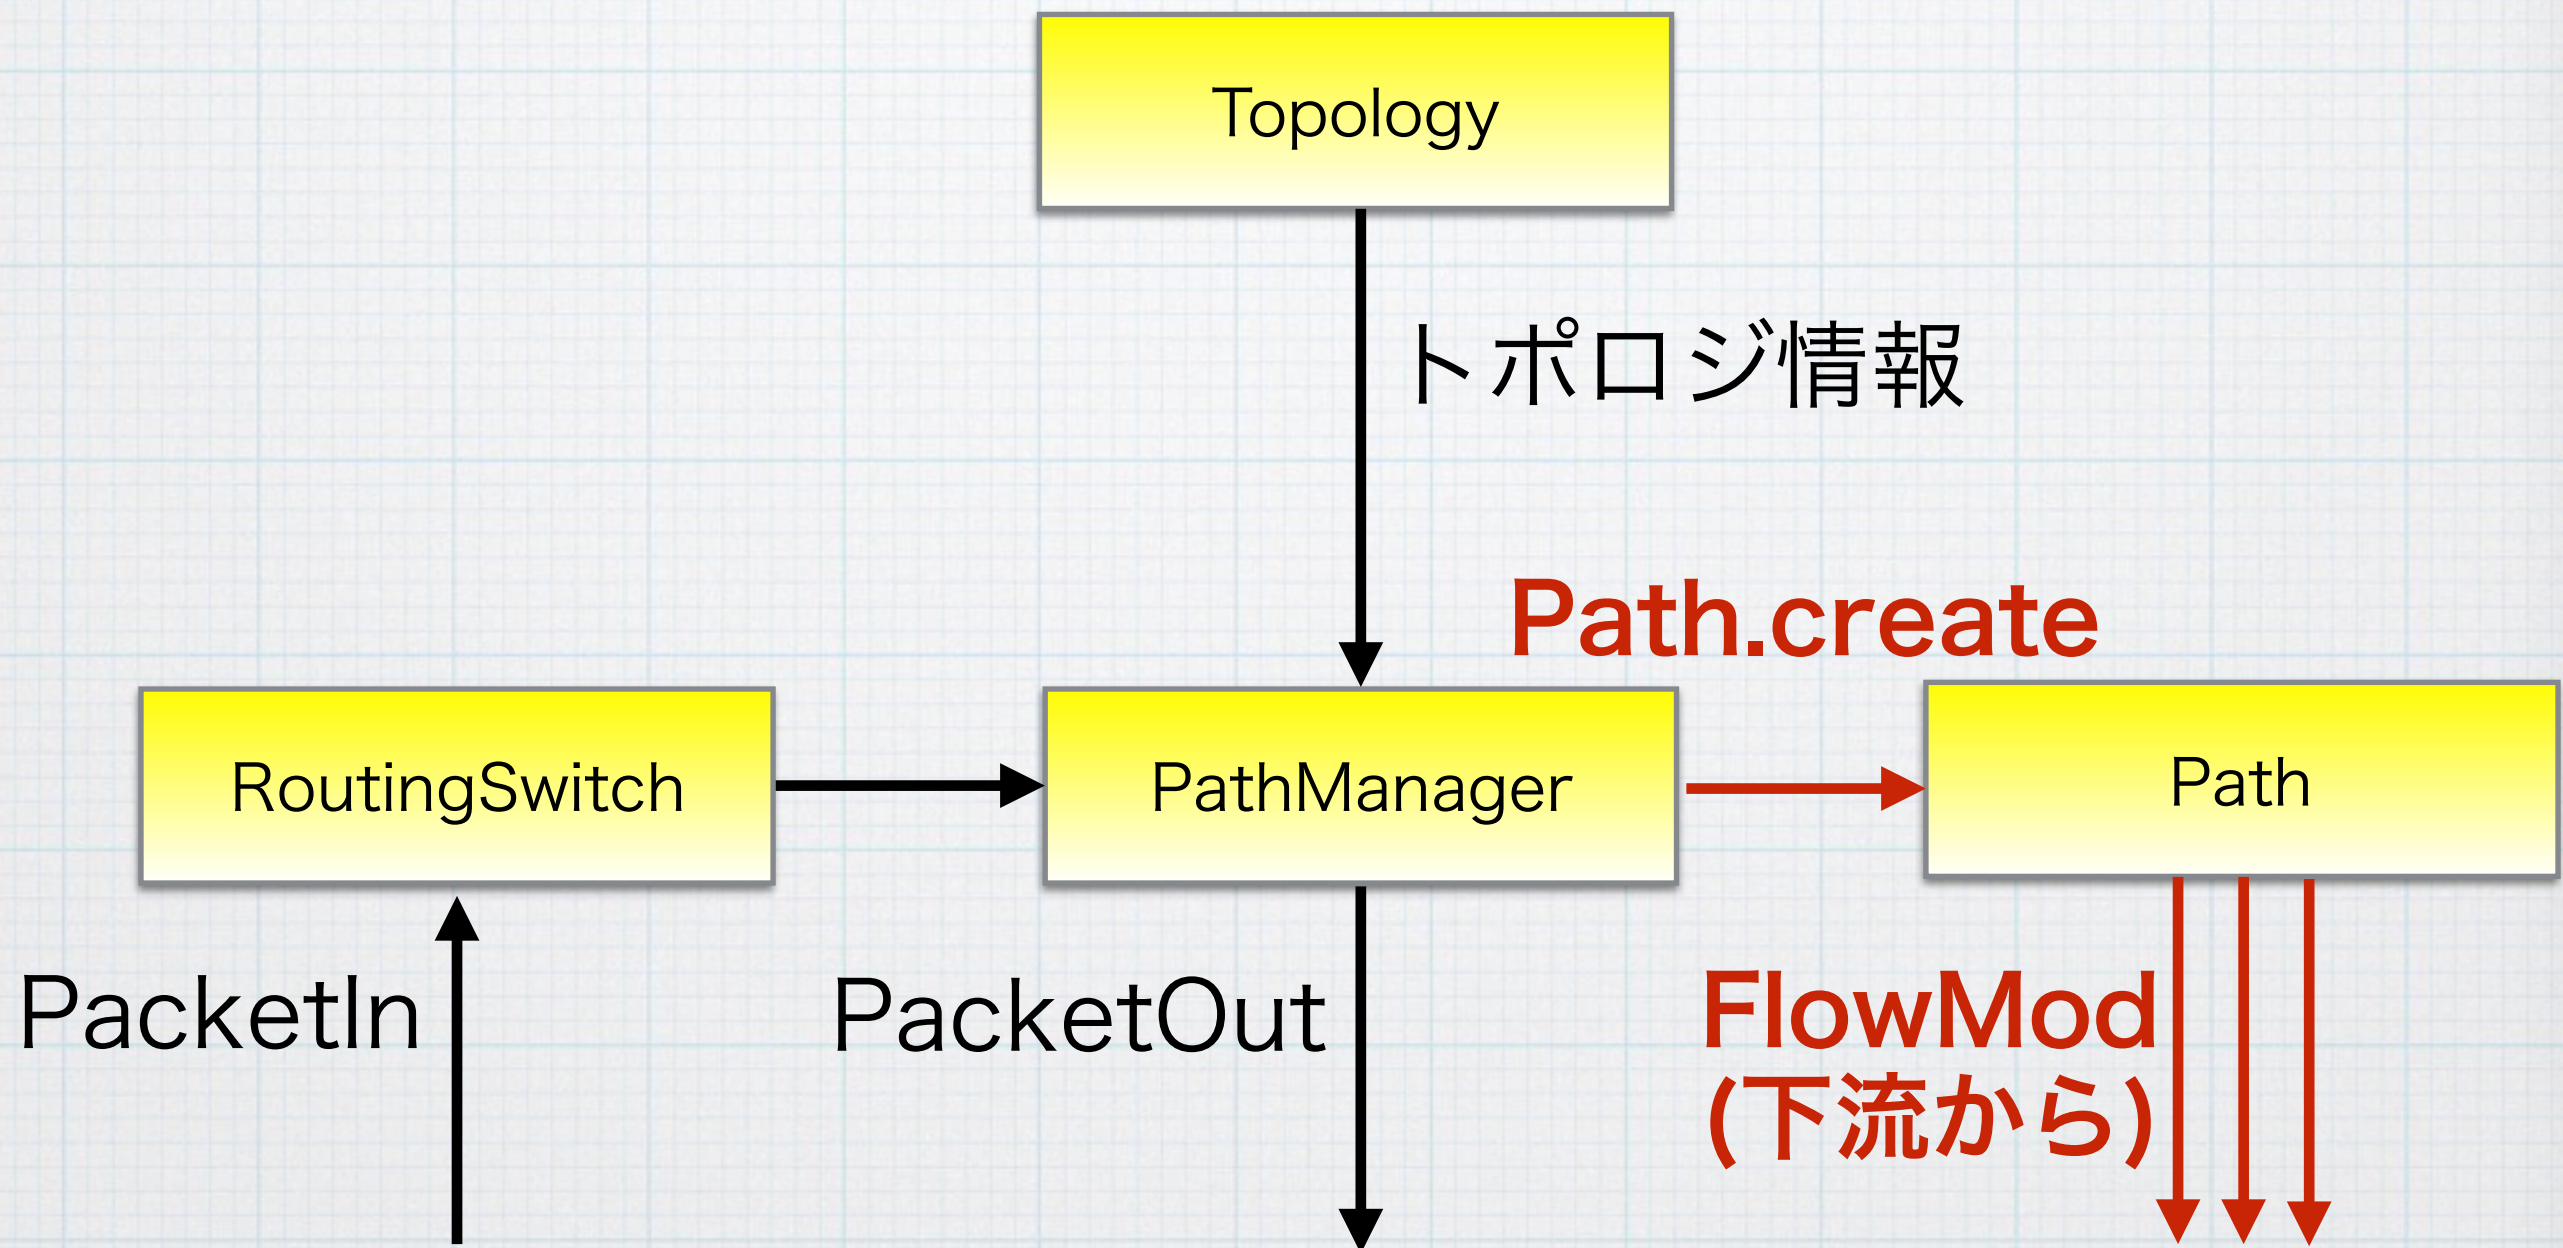 Topology
トポロジ情報
Path.create
RoutingSwitch
PathManager
Path
PacketIn
PacketOut
FlowMod
(下流から)